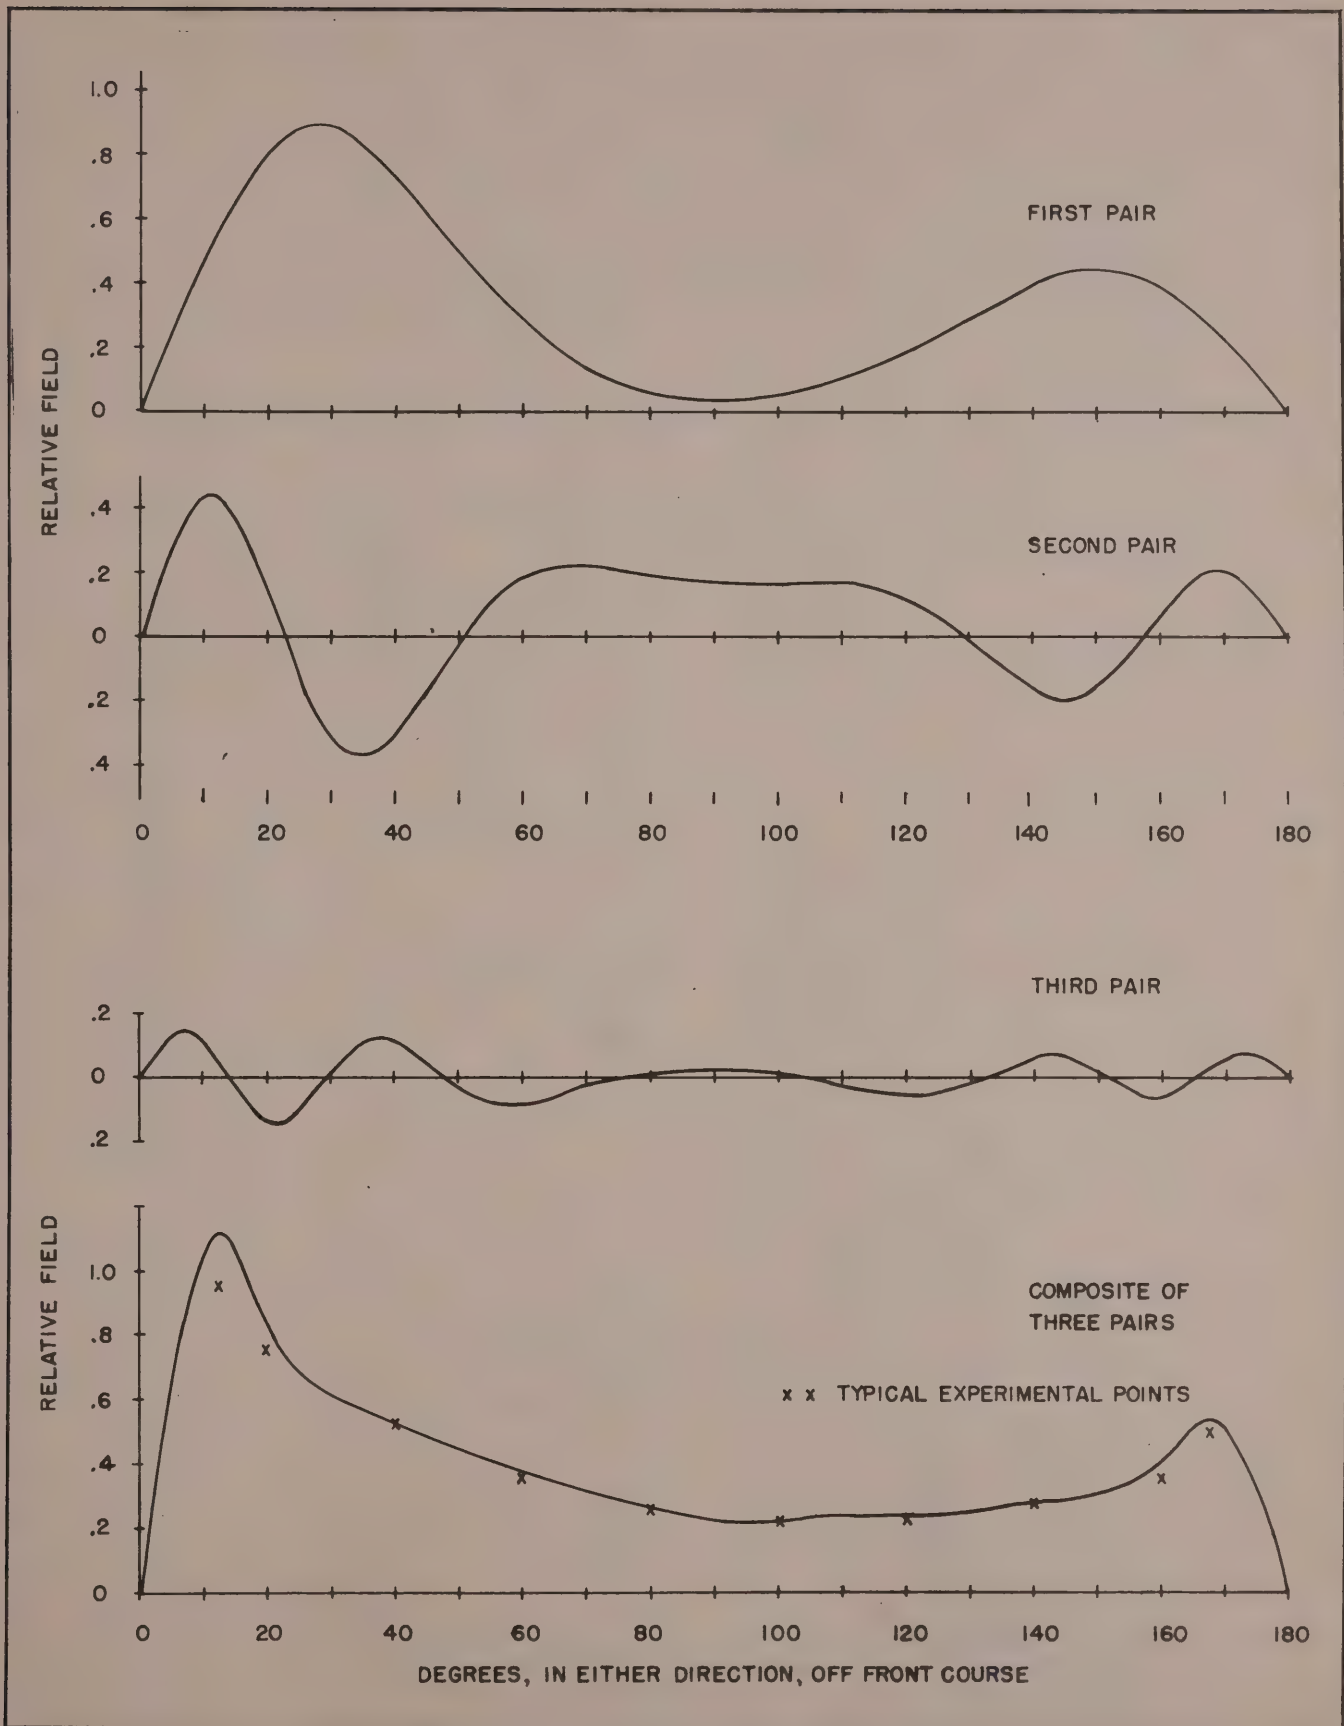 1.0
.8
.6
.4
.2
0
FIRST PAIR
RELATIVE FIELD
.4
.2
0
.2
.4
SECOND PAIR
0 20 40 60 80 100 120 140 160 180
THIRD PAIR
.2
0
.2
RELATIVE FIELD
1.0
.8
.6
.4
.2
0
COMPOSITE OF
THREE PAIRS
x x TYPICAL EXPERIMENTAL POINTS
0 20 40 60 80 100 120 140 160 180
DEGREES, IN EITHER DIRECTION, OFF FRONT COURSE